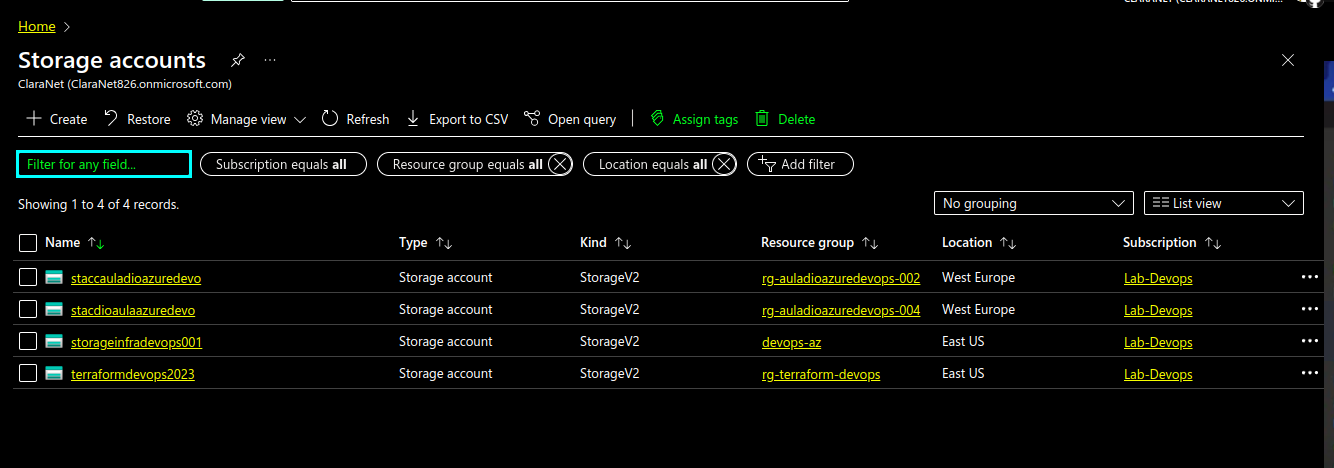 Home
Storage accounts
ClaraNet (ClaraNet826.onmicrosoft.com)
Create Restore Manage view Refresh Export to CSV Open query Assign tags Delete
Filter for any field... Subscription equals all Resource group equals all Location equals all Add filter
Showing 1 to 4 of 4 records. No grouping List view
Name Type Kind Resource group Location Subscription
staccauladioazuredevo Storage account StorageV2 rg-auladioazuredevops-002 West Europe Lab-Devops
stacdioaulaazuredevo Storage account StorageV2 rg-auladioazuredevops-004 West Europe Lab-Devops
storageinfradevops001 Storage account StorageV2 devops-az East US Lab-Devops
terraformdevops2023 Storage account StorageV2 rg-terraform-devops East US Lab-Devops